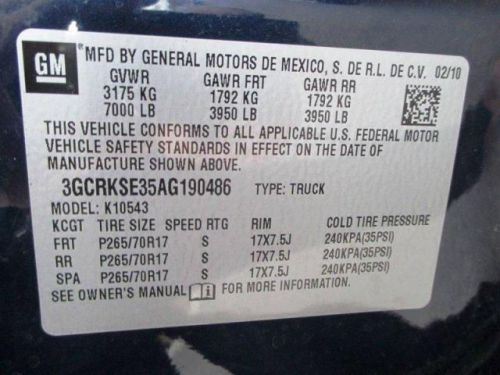 GM MFD BY GENERAL MOTORS DE MEXICO, S. DE R.L. DE C.V. 02/10
GVWR GAWR FRT GAWR RR
3175 KG 1792 KG 1792 KG
7000 LB 3950 LB 3950 LB
THIS VEHICLE CONFORMS TO ALL APPLICABLE U.S. FEDERAL MOTOR
VEHICLE SAFETY STANDARDS IN EFFECT ON THE DATE OF
MANUFACTURE SHOWN ABOVE.
3GCRKSE35AG190486 TYPE: TRUCK
MODEL: K10543
KCGT TIRE SIZE SPEED RTG RIM COLD TIRE PRESSURE
FRT P265/70R17 S 17X7.5J 240KPA(35PSI)
RR P265/70R17 S 17X7.5J 240KPA(35PSI)
SPA P265/70R17 S 17X7.5J 240KPA(35PSI)
SEE OWNER'S MANUAL FOR MORE INFORMATION.